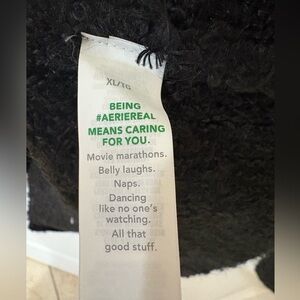 XL/TG
BEING
#AERIEREAL
MEANS CARING
FOR YOU.
Movie marathons.
Belly laughs.
Naps.
Dancing
like no one's
watching.
All that
good stuff.